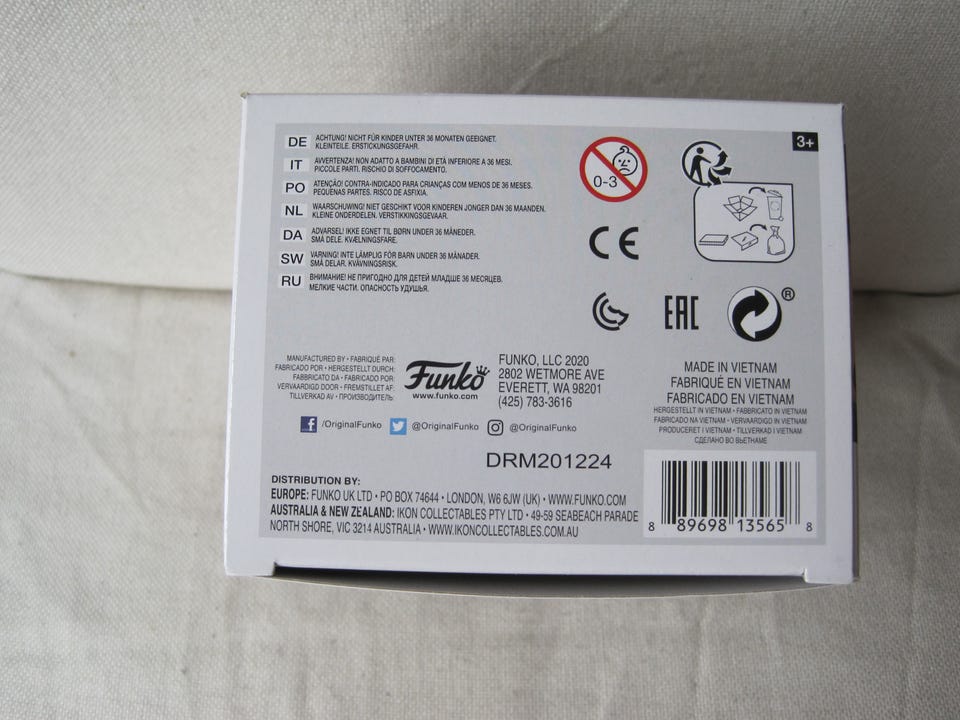 DE ACHTUNG! NICHT FÜR KINDER UNTER 36 MONATEN GEEIGNET.
KLEINTEILE. ERSTICKUNGSGEFAHR.
IT AVVERTENZA! NON ADATTO A BAMBINI DI ETÀ INFERIORE A 36 MESI.
PICCOLE PARTI. RISCHIO DI SOFFOCAMENTO.
PO ATENÇÃO! CONTRA-INDICADO PARA CRIANÇAS COM MENOS DE 36 MESES.
PEQUENAS PARTES. RISCO DE ASFIXIA.
NL WAARSCHUWING! NIET GESCHIKT VOOR KINDEREN JONGER DAN 36 MAANDEN.
KLEINE ONDERDELEN. VERSTIKKINGSGEVAAR.
DA ADVARSEL! IKKE EGNET TIL BØRN UNDER 36 MÅNEDER.
SMÅ DELE. KVÆLNINGSFARE.
SW VARNING! INTE LÄMPLIG FÖR BARN UNDER 36 MÅNADER.
SMÅ DELAR. KVÄVNINGSRISK.
RU ВНИМАНИЕ! НЕ ПРИГОДНО ДЛЯ ДЕТЕЙ МЛАДШЕ 36 МЕСЯЦЕВ.
МЕЛКИЕ ЧАСТИ. ОПАСНОСТЬ УДУШЬЯ.
0-3
3+
CE
EAC
®
MANUFACTURED BY • FABRIQUÉ PAR:
FABRICADO POR • HERGESTELLT DURCH:
FABBRICATO DA • FABRICADO POR:
VERVAARDIGD DOOR • FREMSTILLET AF:
TILLVERKAD AV • ПРОИЗВОДИТЕЛЬ:
Funko
www.funko.com
FUNKO, LLC 2020
2802 WETMORE AVE
EVERETT, WA 98201
(425) 783-3616
/OriginalFunko @OriginalFunko @OriginalFunko
DRM201224
MADE IN VIETNAM
FABRIQUÉ EN VIETNAM
FABRICADO EN VIETNAM
HERGESTELLT IN VIETNAM • FABBRICATO IN VIETNAM
FABRICADO NA VIETNAM • VERVAARDIGD IN VIETNAM
PRODUCERET I VIETNAM • TILLVERKAD I VIETNAM
СДЕЛАНО ВО ВЬЕТНАМЕ
DISTRIBUTION BY:
EUROPE: FUNKO UK LTD • PO BOX 74644 • LONDON, W6 6JW (UK) • WWW.FUNKO.COM
AUSTRALIA & NEW ZEALAND: IKON COLLECTABLES PTY LTD • 49-59 SEABEACH PARADE
NORTH SHORE, VIC 3214 AUSTRALIA • WWW.IKONCOLLECTABLES.COM.AU
8 89698 13565 8